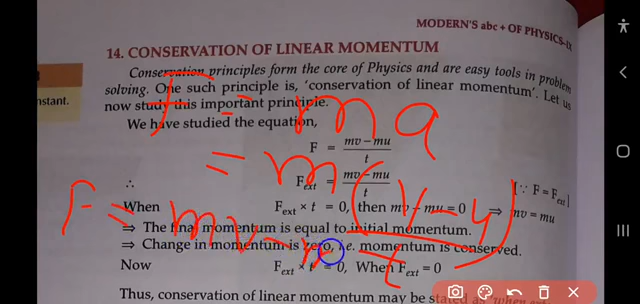 MODERN'S abc + OF PHYSICS-IX
14. CONSERVATION OF LINEAR MOMENTUM
Conservation principles form the core of Physics and are easy tools in problem
nstant.
solving. One such principle is, 'conservation of linear momentum'. Let us
now study this important principle.
F = ma
We have studied the equation,
F = mv – mu / t
= m(v-u)/t
∴ F_ext = mv – mu / t [∵ F = F_ext]
When F_ext × t = 0, then mv – mu = 0 ⇒ mv = mu
F = mv -
⇒ The final momentum is equal to initial momentum.
⇒ Change in momentum is zero, i.e. momentum is conserved.
Now F_ext × t = 0, When F_ext = 0
Thus, conservation of linear momentum may be stated as